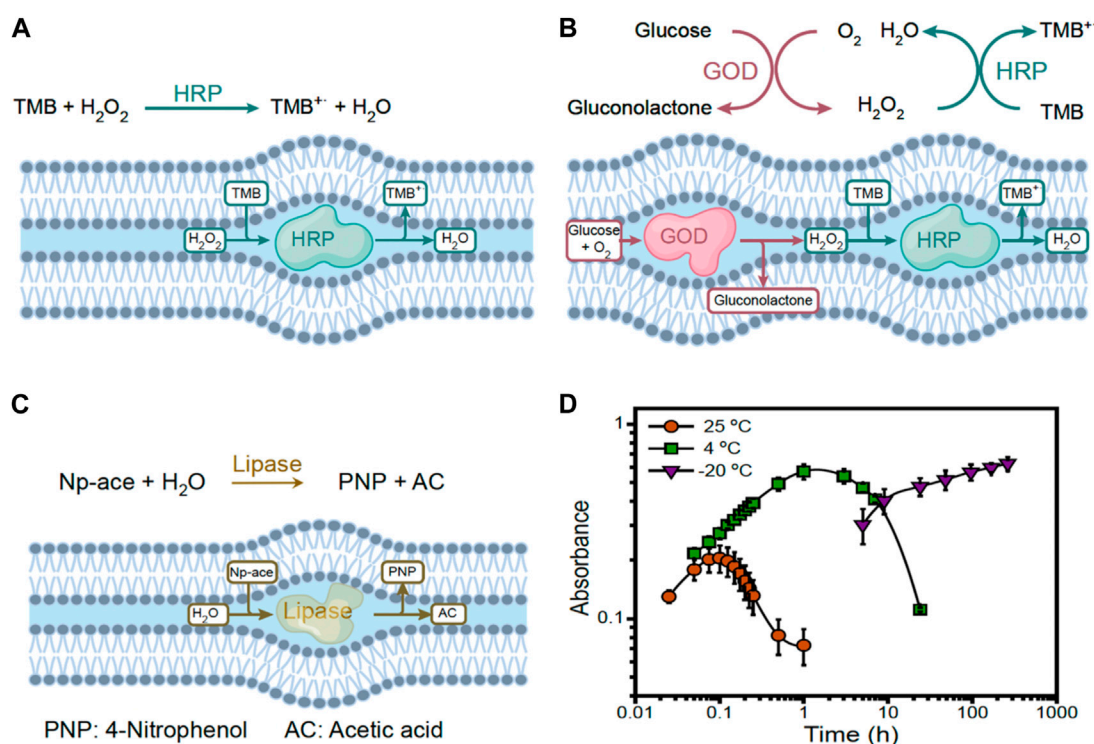 A
TMB + H₂O₂
HRP
TMB⁺· + H₂O
TMB
TMB⁺
H₂O₂
HRP
H₂O
B
Glucose
O₂
H₂O
TMB⁺·
GOD
HRP
Gluconolactone
H₂O₂
TMB
TMB
TMB⁺
Glucose
+ O₂
GOD
H₂O₂
HRP
H₂O
Gluconolactone
C
Np-ace + H₂O
Lipase
PNP + AC
Np-ace
PNP
H₂O
Lipase
AC
PNP: 4-Nitrophenol
AC: Acetic acid
D
1
25 ºC
4 ºC
-20 ºC
Absorbance
0.1
0.01
0.1
1
10
100
1000
Time (h)